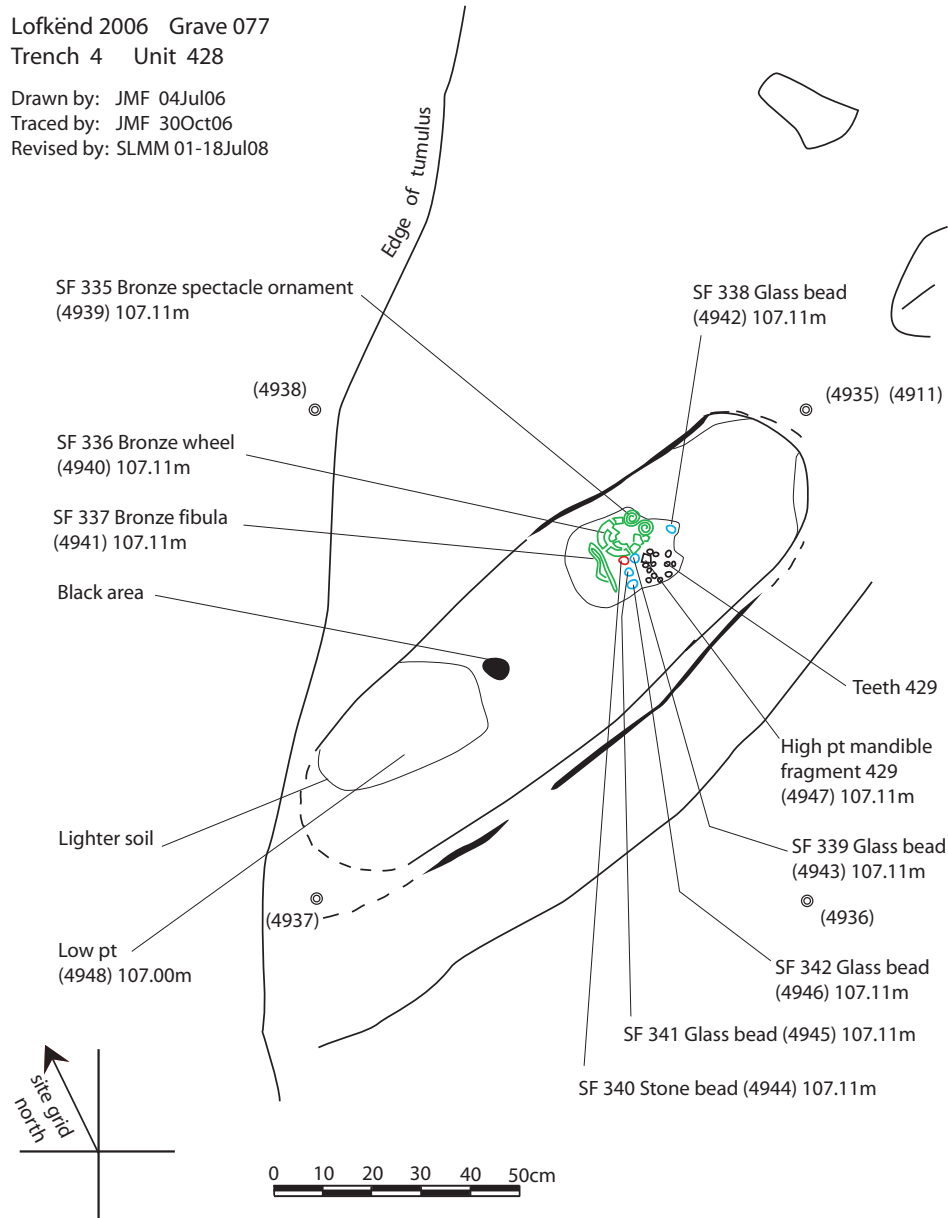 Lofkënd 2006 Grave 077
Trench 4 Unit 428
Drawn by: JMF 04Jul06
Traced by: JMF 30Oct06
Revised by: SLMM 01-18Jul08
Edge of tumulus
SF 335 Bronze spectacle ornament
(4939) 107.11m
SF 338 Glass bead
(4942) 107.11m
(4938)
(4935) (4911)
SF 336 Bronze wheel
(4940) 107.11m
SF 337 Bronze fibula
(4941) 107.11m
Black area
Teeth 429
High pt mandible
fragment 429
(4947) 107.11m
Lighter soil
SF 339 Glass bead
(4943) 107.11m
(4937)
(4936)
Low pt
(4948) 107.00m
SF 342 Glass bead
(4946) 107.11m
SF 341 Glass bead (4945) 107.11m
SF 340 Stone bead (4944) 107.11m
site grid
north
0 10 20 30 40 50cm